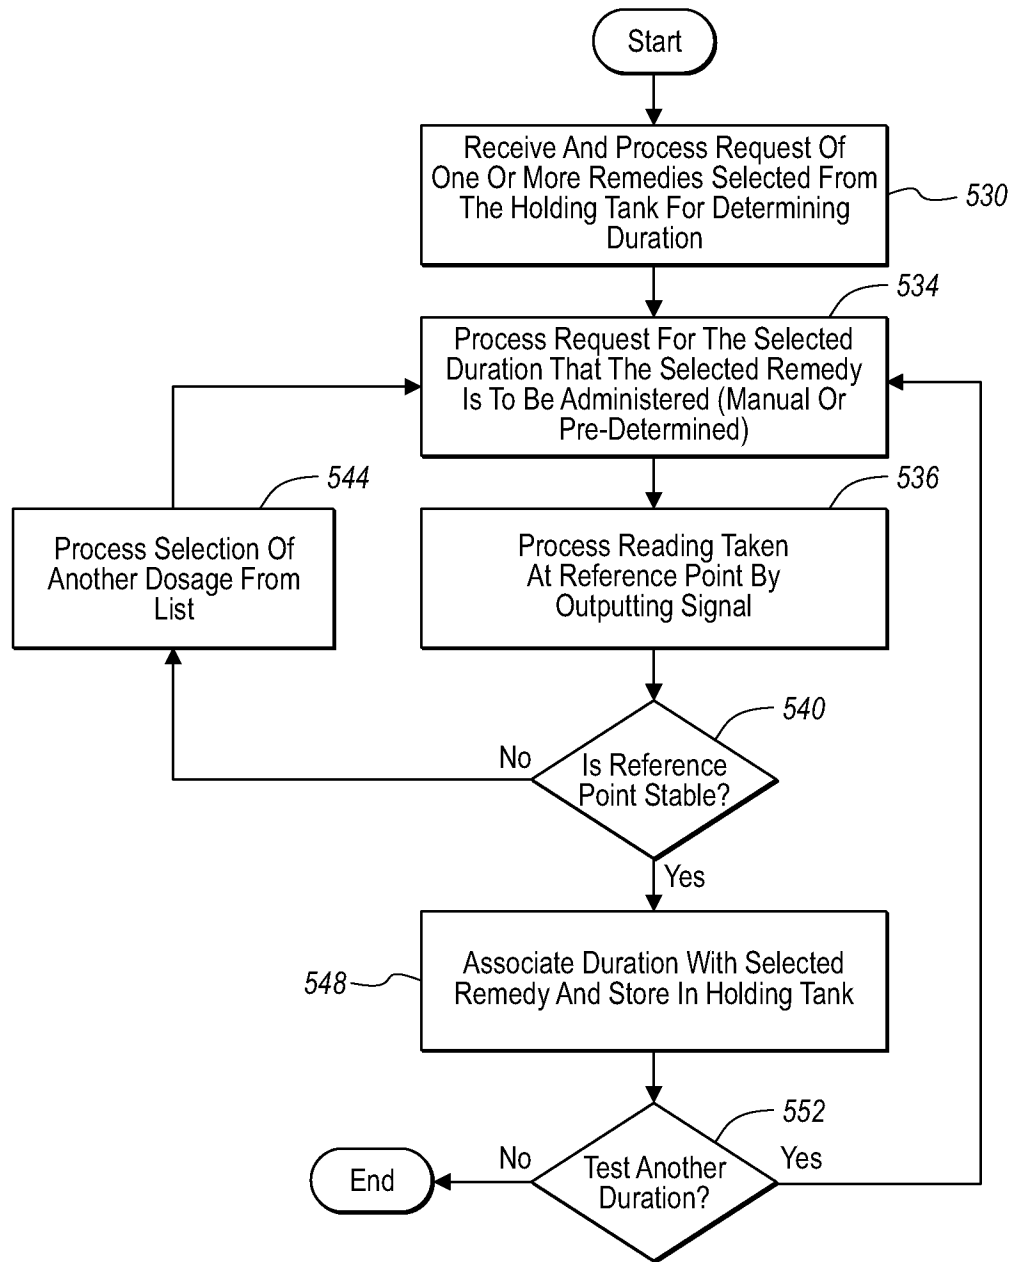 Start
Receive And Process Request Of
One Or More Remedies Selected From
The Holding Tank For Determining
Duration
530
534
Process Request For The Selected
Duration That The Selected Remedy
Is To Be Administered (Manual Or
Pre-Determined)
544
Process Selection Of
Another Dosage From
List
536
Process Reading Taken
At Reference Point By
Outputting Signal
540
No
Is Reference
Point Stable?
Yes
548
Associate Duration With Selected
Remedy And Store In Holding Tank
552
End
No
Test Another
Duration?
Yes